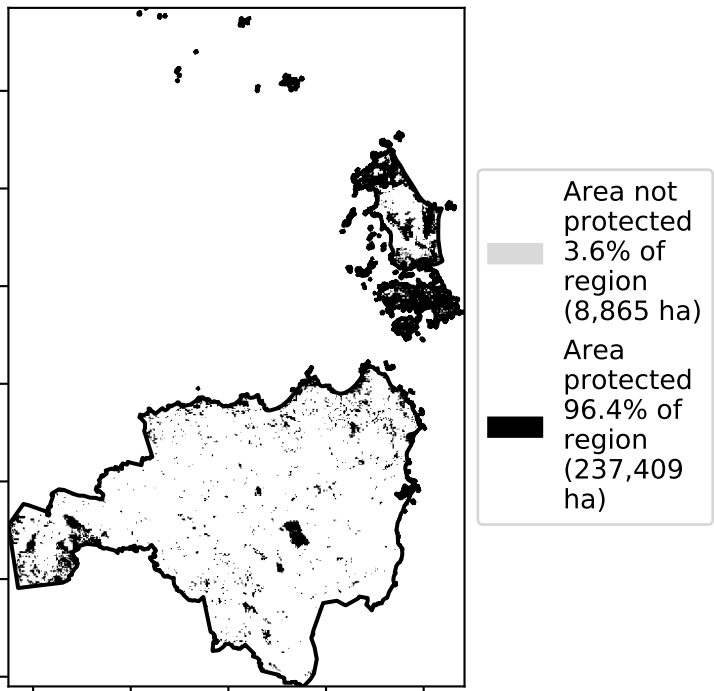 Area not
protected
3.6% of
region
(8,865 ha)
Area
protected
96.4% of
region
(237,409
ha)